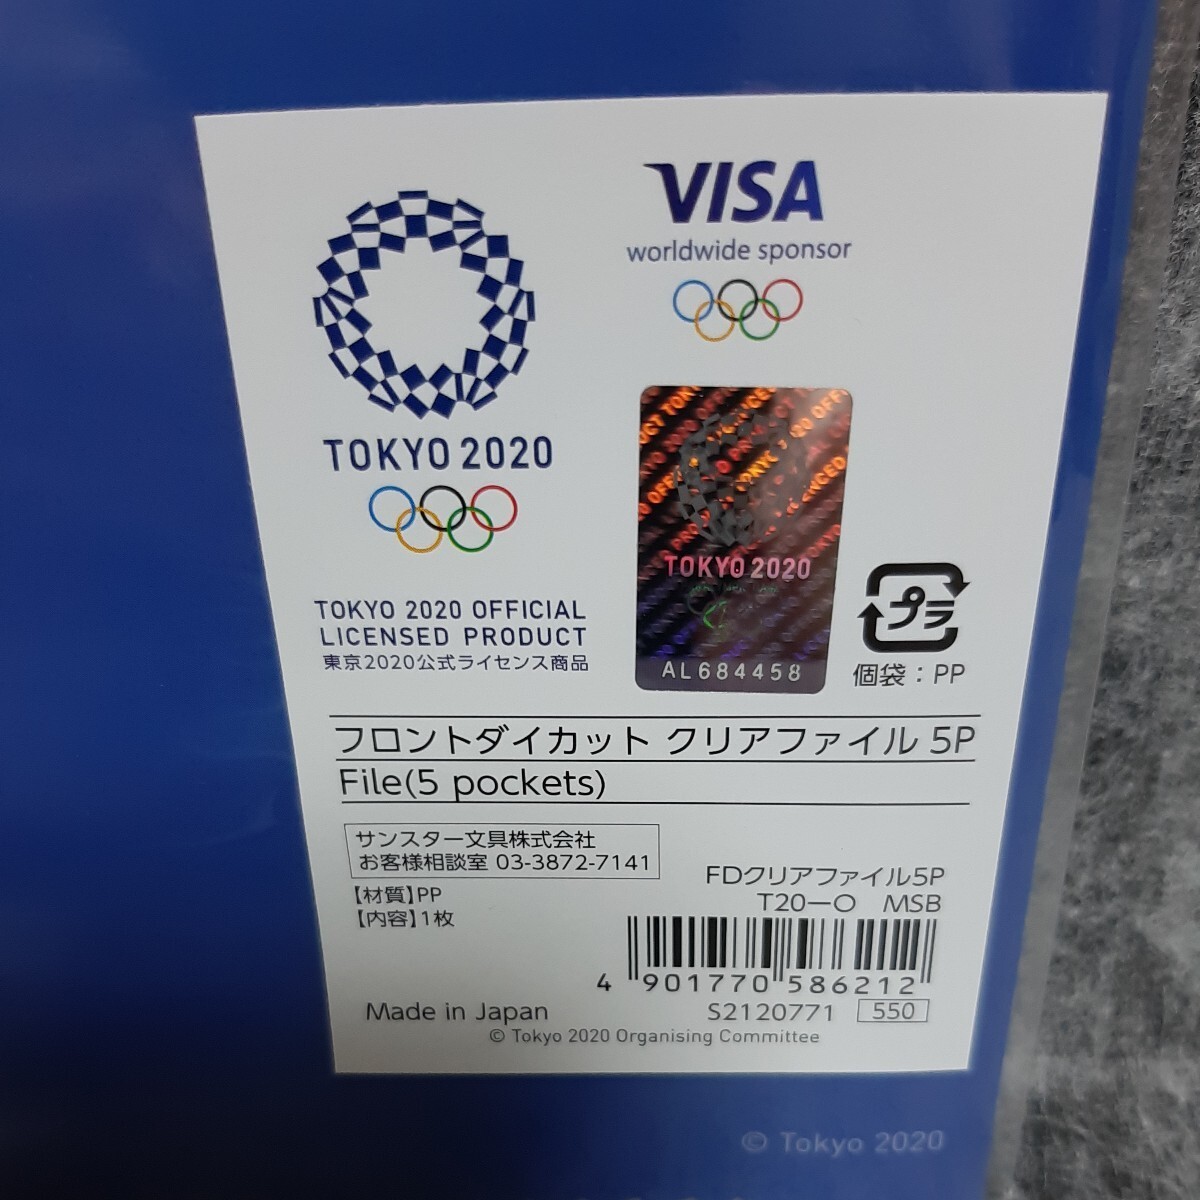 VISA
worldwide sponsor
TOKYO 2020
TOKYO 2020 OFFICIAL
LICENSED PRODUCT
東京2020公式ライセンス商品
TOKYO 2020
AL684458
プラ
個袋：PP
フロントダイカット クリアファイル 5P
File(5 pockets)
サンスター文具株式会社
お客様相談室 03-3872-7141
【材質】PP
【内容】1枚
FDクリアファイル5P
T20ーO MSB
4 901770 586212
Made in Japan
S2120771 550
© Tokyo 2020 Organising Committee
© Tokyo 2020